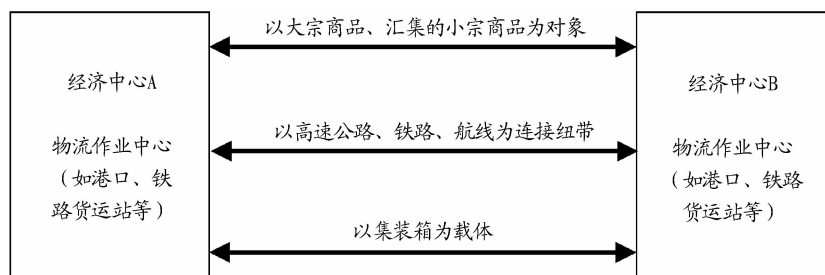 以大宗商品、汇集的小宗商品为对象
经济中心A
经济中心B
以高速公路、铁路、航线为连接纽带
物流作业中心
（如港口、铁
路货运站等）
物流作业中心
（如港口、铁路
货运站等）
以集装箱为载体